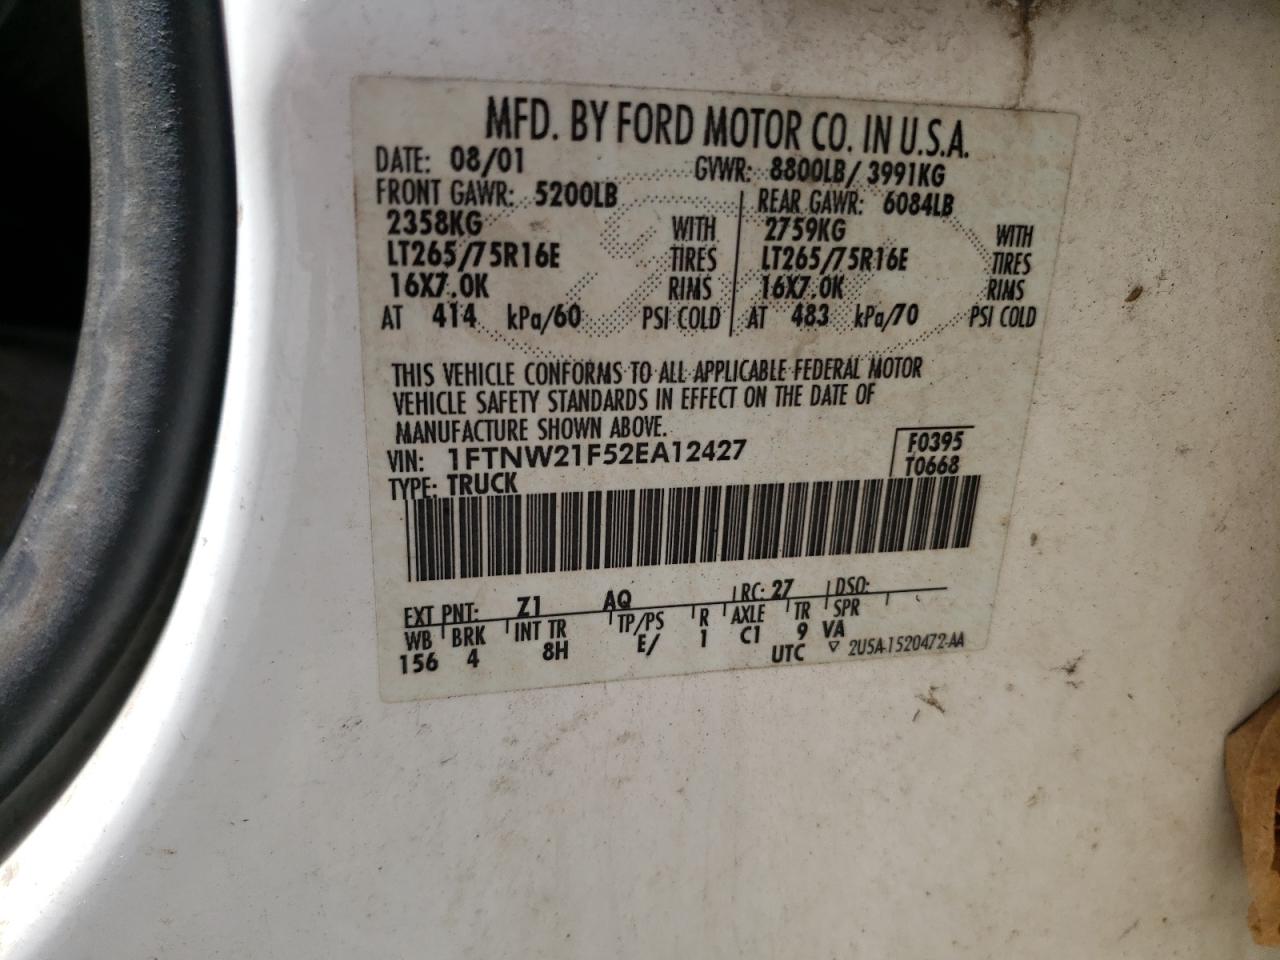 MFD. BY FORD MOTOR CO. IN U.S.A.
DATE: 08/01 GVWR: 8800LB/ 3991KG
FRONT GAWR: 5200LB REAR GAWR: 6084LB
2358KG WITH 2759KG WITH
LT265/75R16E TIRES LT265/75R16E TIRES
16X7.0K RIMS 16X7.0K RIMS
AT 414 kPa/60 PSI COLD AT 483 kPa/70 PSI COLD
THIS VEHICLE CONFORMS TO ALL APPLICABLE FEDERAL MOTOR
VEHICLE SAFETY STANDARDS IN EFFECT ON THE DATE OF
MANUFACTURE SHOWN ABOVE.
VIN: 1FTNW21F52EA12427 F0395
TYPE: TRUCK T0668
EXT PNT: Z1 AQ RC: 27 DSO:
WB BRK INT TR TP/PS R AXLE TR SPR
156 4 8H E/ 1 C1 9 VA
UTC ▽ 2U5A-1520472-AA